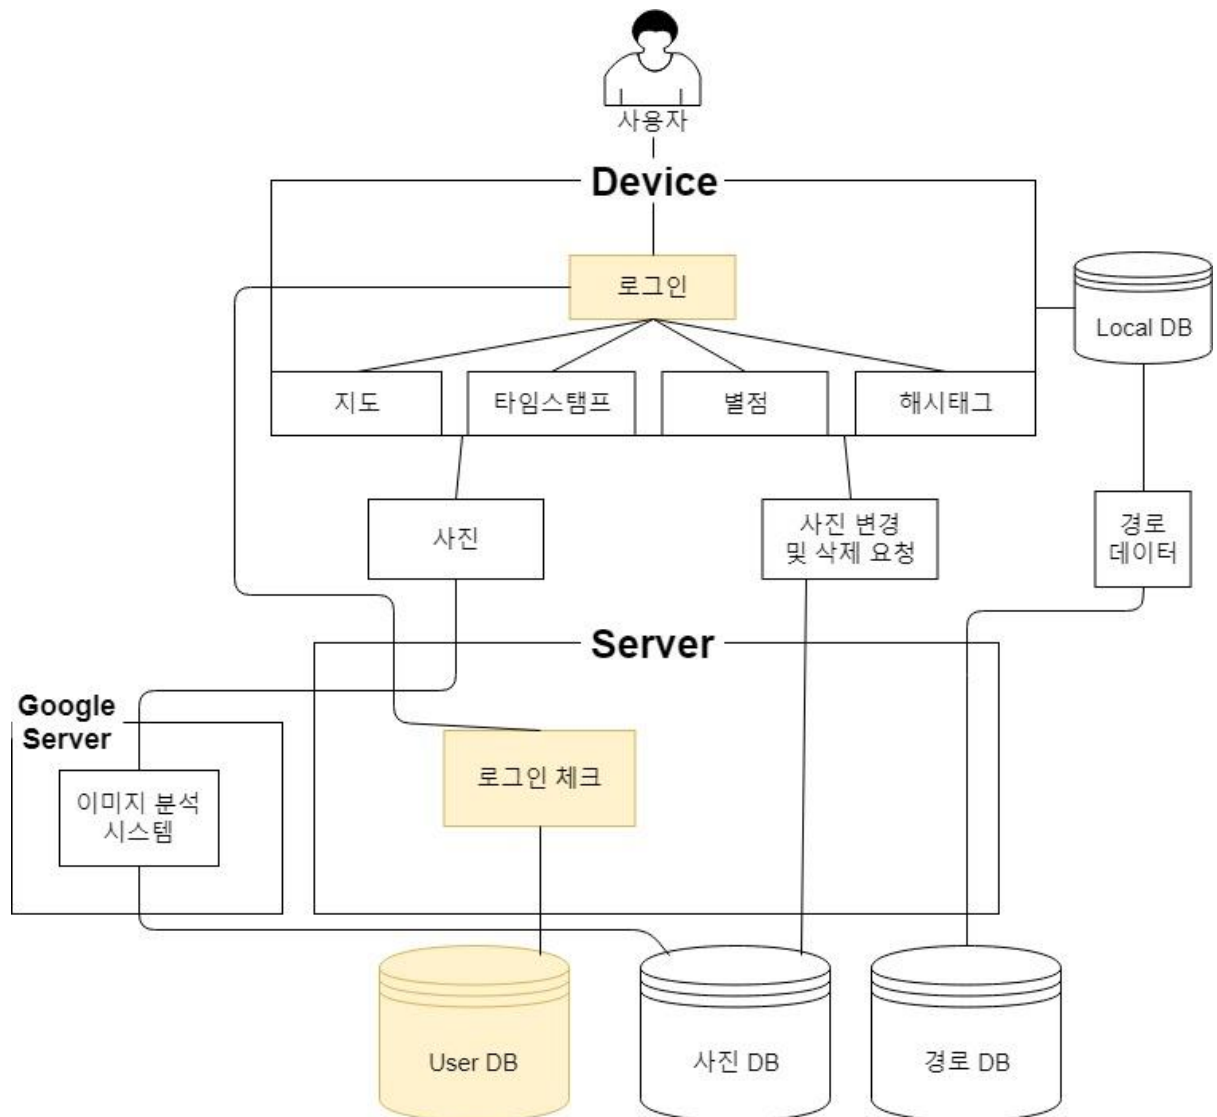 사용자
Device
로그인
Local DB
지도
타임스탬프
별점
해시태그
사진
사진 변경
및 삭제 요청
경로
데이터
Server
Google
Server
로그인 체크
이미지 분석
시스템
User DB
사진 DB
경로 DB